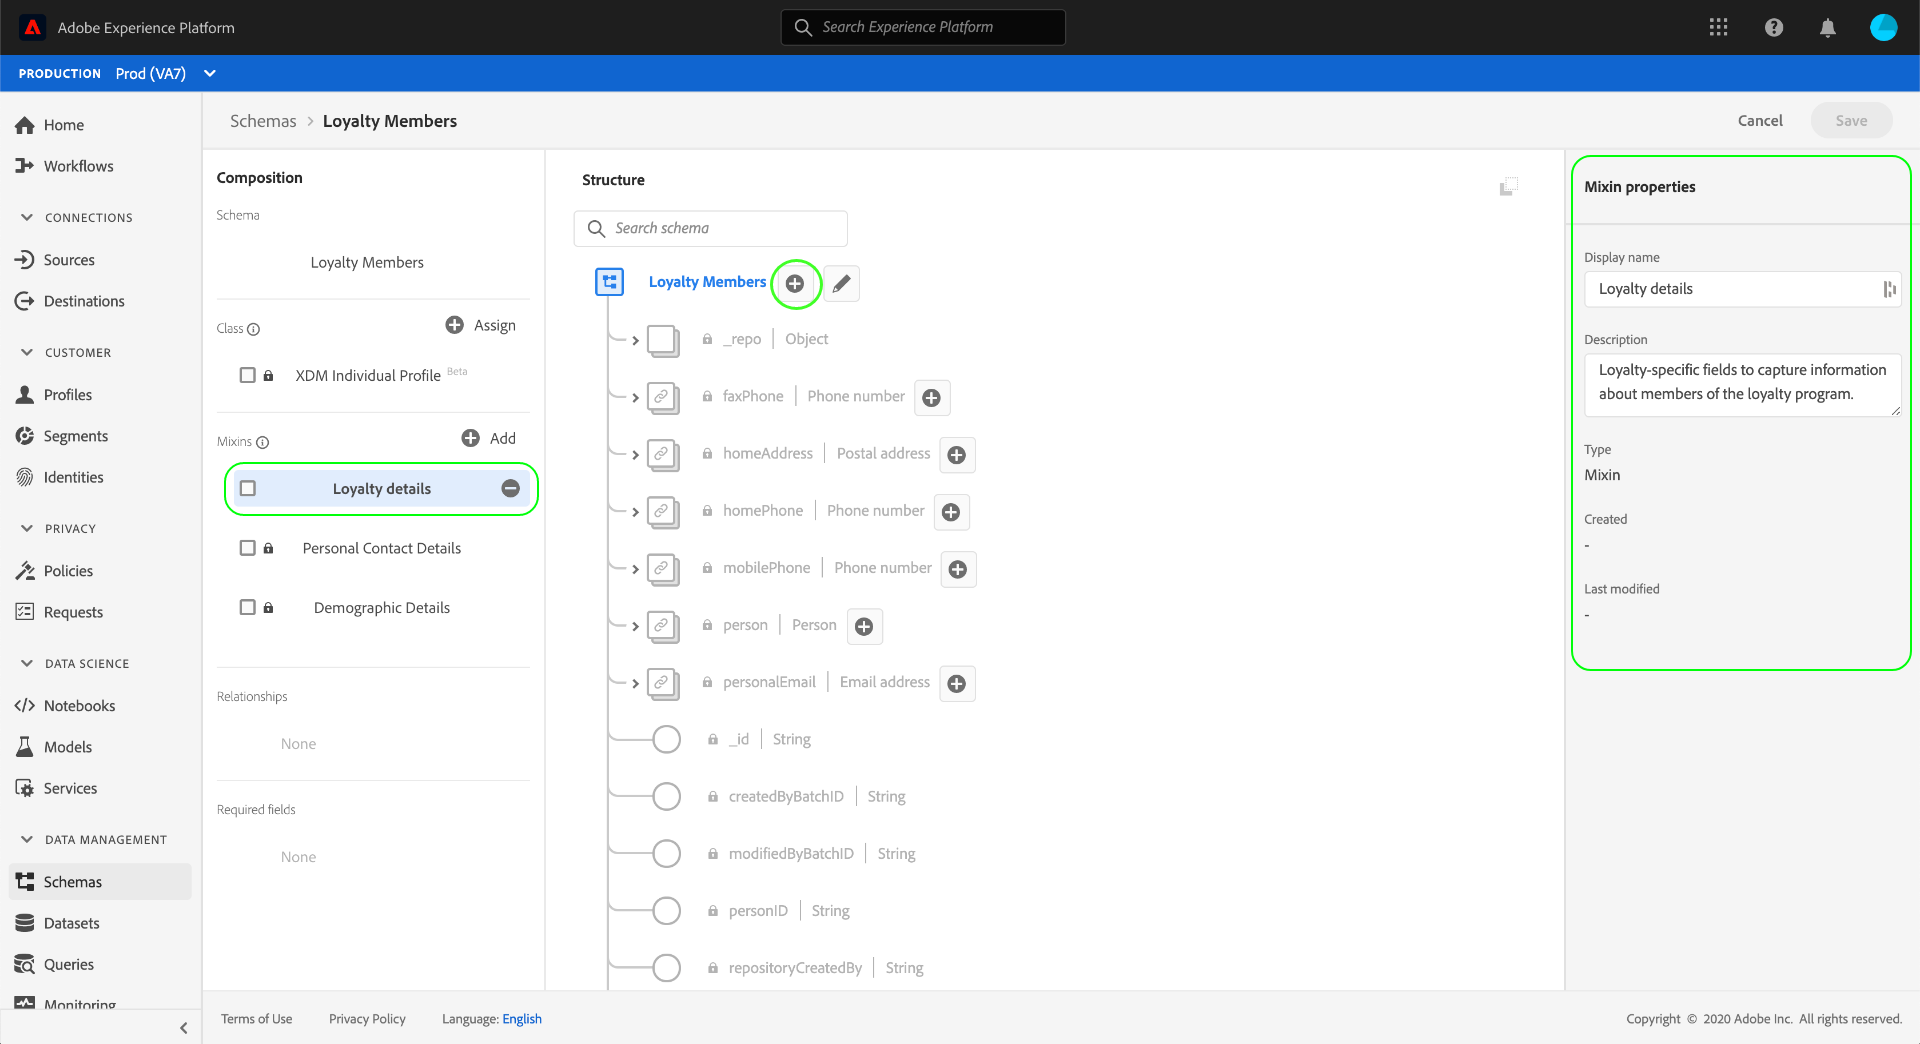 Adobe Experience Platform
Search Experience Platform
PRODUCTION Prod (VA7)
Home
Workflows
CONNECTIONS
Sources
Destinations
CUSTOMER
Profiles
Segments
Identities
PRIVACY
Policies
Requests
DATA SCIENCE
Notebooks
Models
Services
DATA MANAGEMENT
Schemas
Datasets
Queries
Monitoring
Schemas > Loyalty Members
Cancel
Save
Composition
Schema
Loyalty Members
Class
Assign
XDM Individual Profile Beta
Mixins
Add
Loyalty details
Personal Contact Details
Demographic Details
Relationships
None
Required fields
None
Structure
Search schema
Loyalty Members
_repo | Object
faxPhone | Phone number
homeAddress | Postal address
homePhone | Phone number
mobilePhone | Phone number
person | Person
personalEmail | Email address
_id | String
createdByBatchID | String
modifiedByBatchID | String
personID | String
repositoryCreatedBy | String
Mixin properties
Display name
Loyalty details
Description
Loyalty-specific fields to capture information
about members of the loyalty program.
Type
Mixin
Created
-
Last modified
-
Terms of Use
Privacy Policy
Language: English
Copyright © 2020 Adobe Inc. All rights reserved.